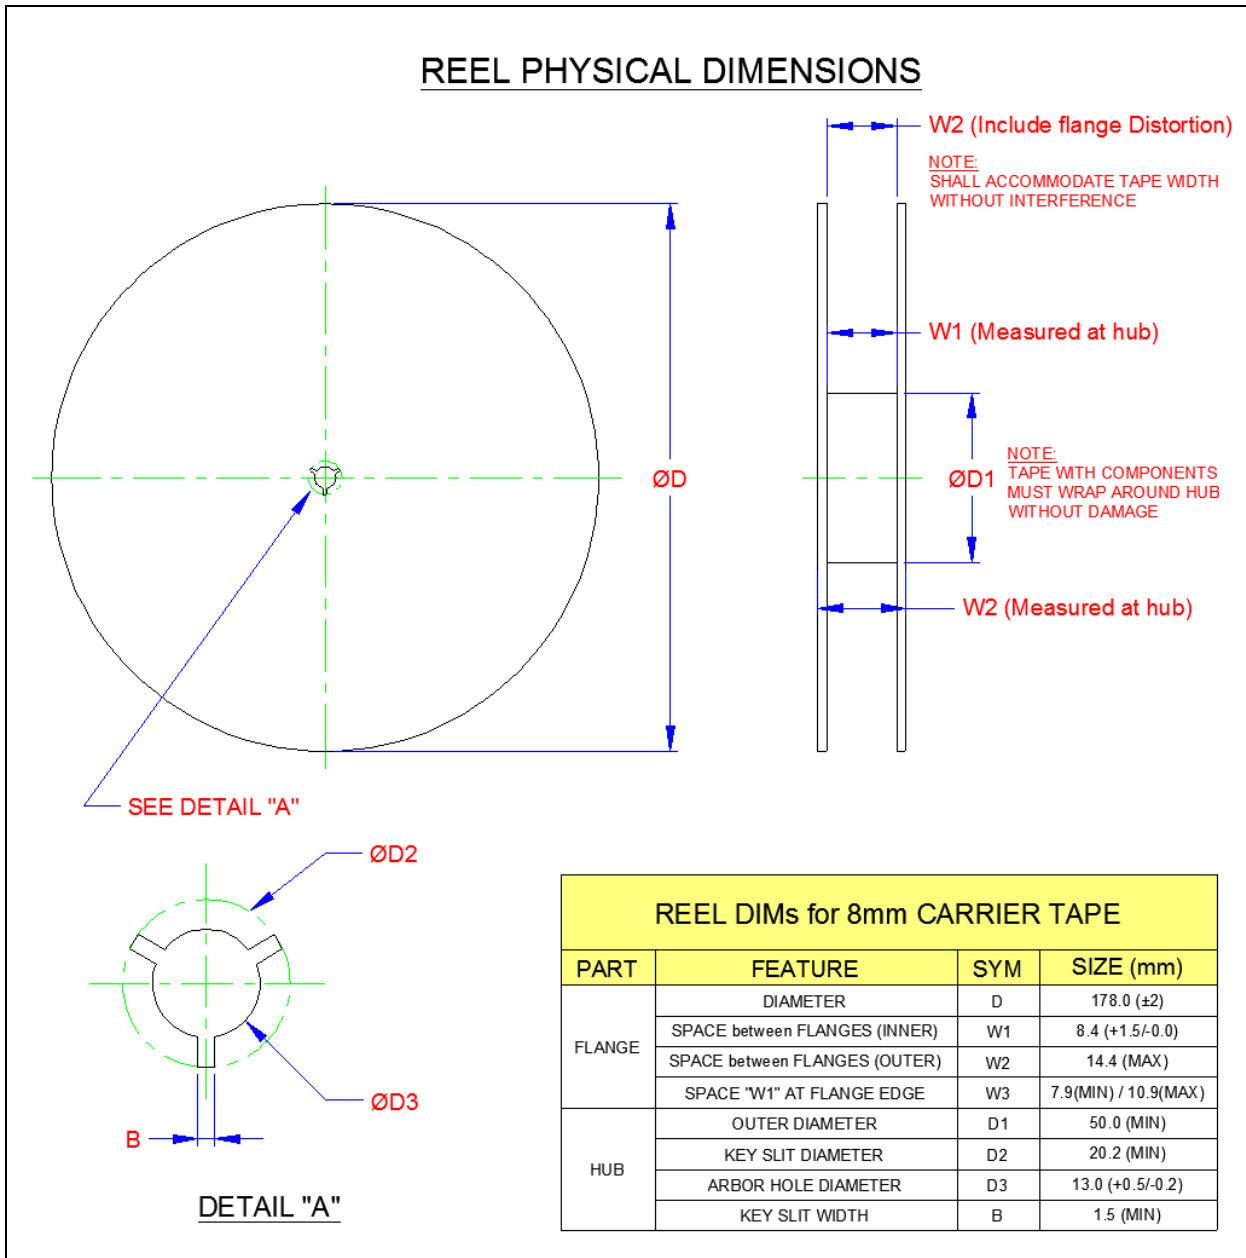 REEL PHYSICAL DIMENSIONS
W2 (Include flange Distortion)
NOTE:
SHALL ACCOMMODATE TAPE WIDTH
WITHOUT INTERFERENCE
W1 (Measured at hub)
ØD
ØD1
NOTE:
TAPE WITH COMPONENTS
MUST WRAP AROUND HUB
WITHOUT DAMAGE
W2 (Measured at hub)
SEE DETAIL "A"
ØD2
ØD3
B
DETAIL "A"
REEL DIMs for 8mm CARRIER TAPE
PART FEATURE SYM SIZE (mm)
FLANGE
DIAMETER D 178.0 (±2)
SPACE between FLANGES (INNER) W1 8.4 (+1.5/-0.0)
SPACE between FLANGES (OUTER) W2 14.4 (MAX)
SPACE "W1" AT FLANGE EDGE W3 7.9(MIN) / 10.9(MAX)
HUB
OUTER DIAMETER D1 50.0 (MIN)
KEY SLIT DIAMETER D2 20.2 (MIN)
ARBOR HOLE DIAMETER D3 13.0 (+0.5/-0.2)
KEY SLIT WIDTH B 1.5 (MIN)